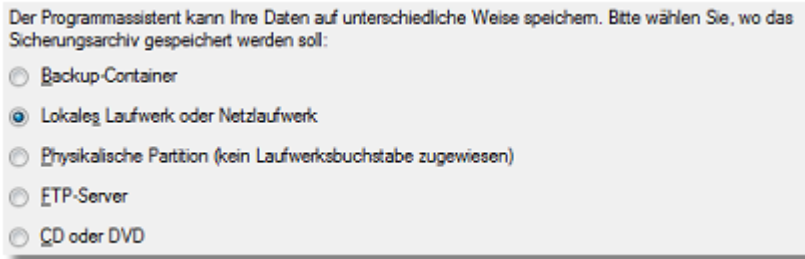 Der Programmassistent kann Ihre Daten auf unterschiedliche Weise speichern. Bitte wählen Sie, wo das
Sicherungsarchiv gespeichert werden soll:
Backup-Container
Lokales Laufwerk oder Netzlaufwerk
Physikalische Partition (kein Laufwerksbuchstabe zugewiesen)
FTP-Server
CD oder DVD